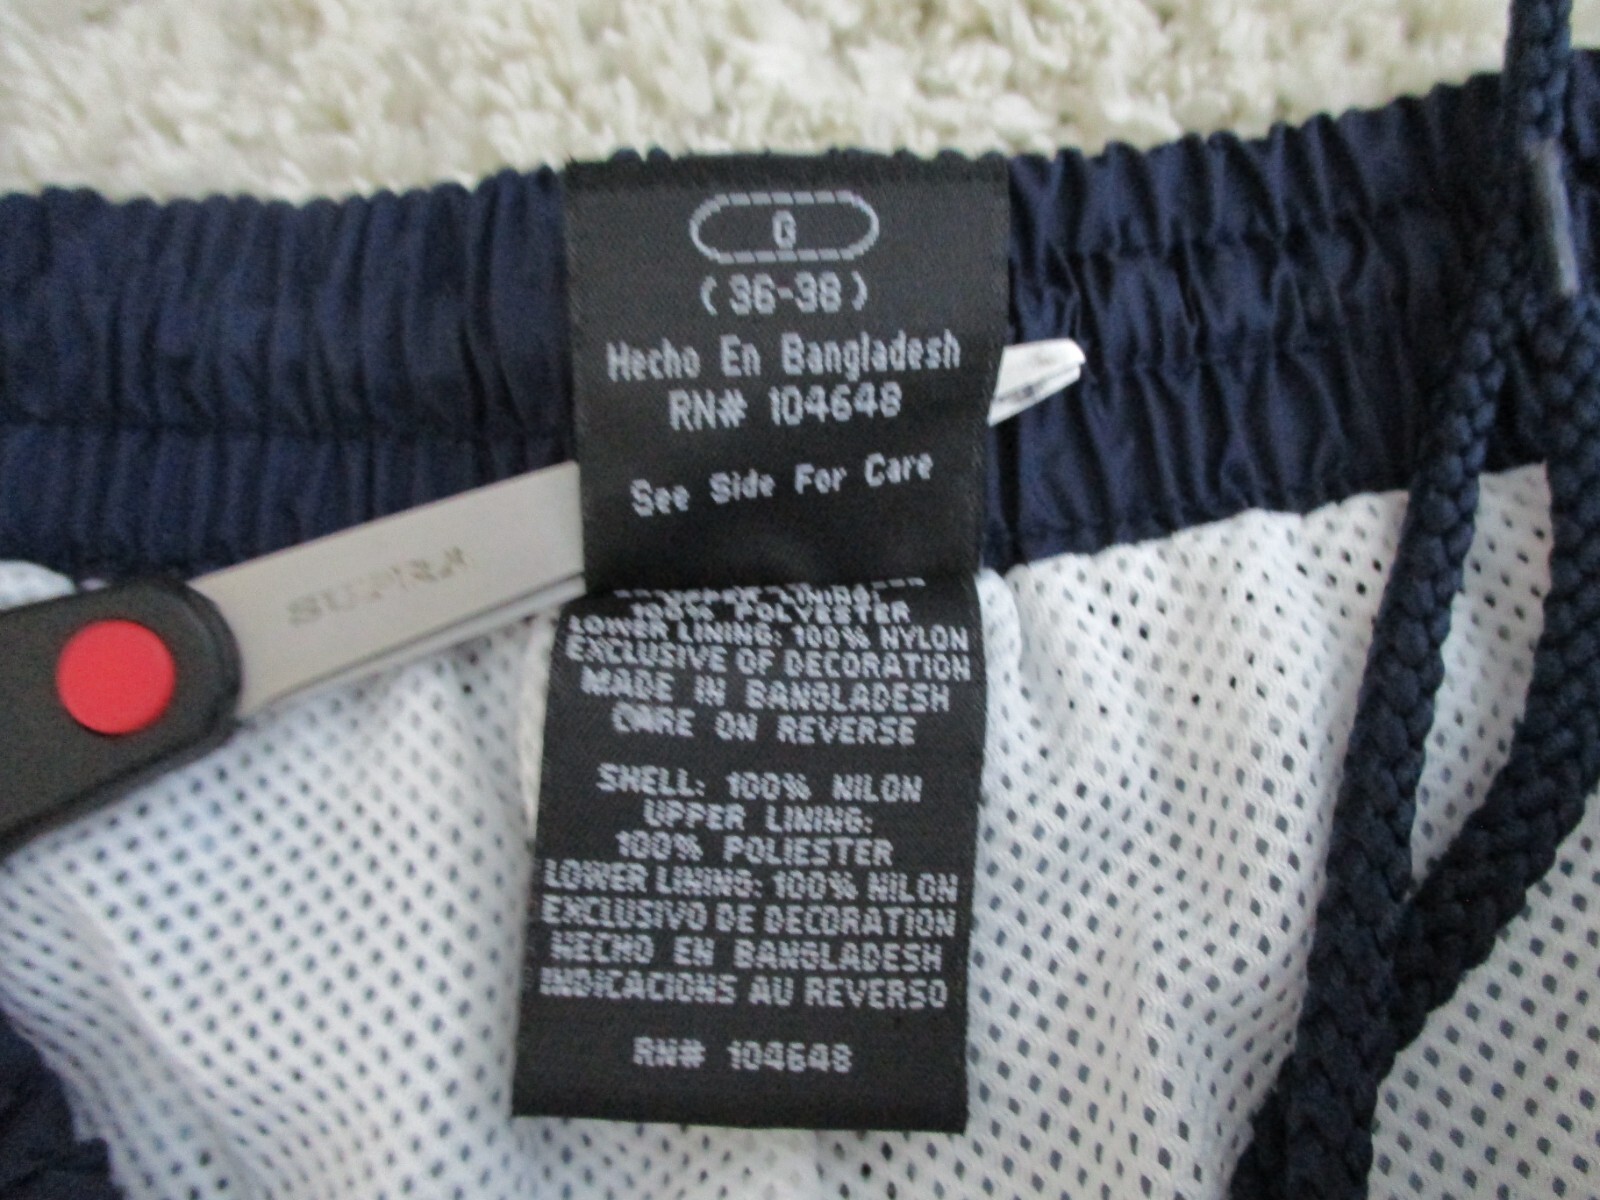 G
(36-38)
Hecho En Bangladesh
RN# 104648
See Side For Care
SUPREA
LINING:
100% POLYESTER
LOWER LINING: 100% NYLON
EXCLUSIVE OF DECORATION
MADE IN BANGLADESH
CARE ON REVERSE
SHELL: 100% NILON
UPPER LINING:
100% POLIESTER
LOWER LINING: 100% NILON
EXCLUSIVO DE DECORATION
HECHO EN BANGLADESH
INDICACIONS AU REVERSO
RN# 104648